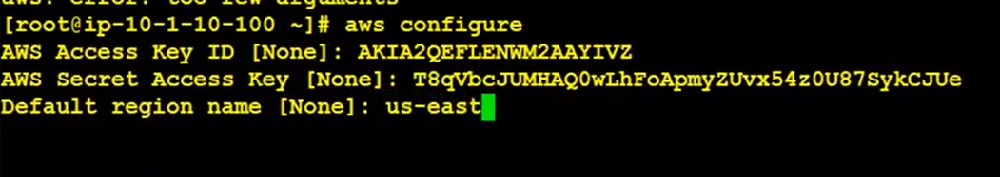 aws: error: too few arguments
[root@ip-10-1-10-100 ~]# aws configure
AWS Access Key ID [None]: AKIA2QEFLENWM2AAYIVZ
AWS Secret Access Key [None]: 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
Default region name [None]: us-east